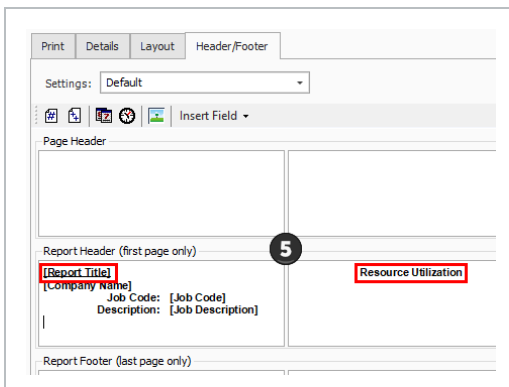 Print Details Layout Header/Footer
Settings: Default
Insert Field
Page Header
Report Header (first page only)
5
[Report Title] Resource Utilization
[Company Name]
Job Code: [Job Code]
Description: [Job Description]
Report Footer (last page only)